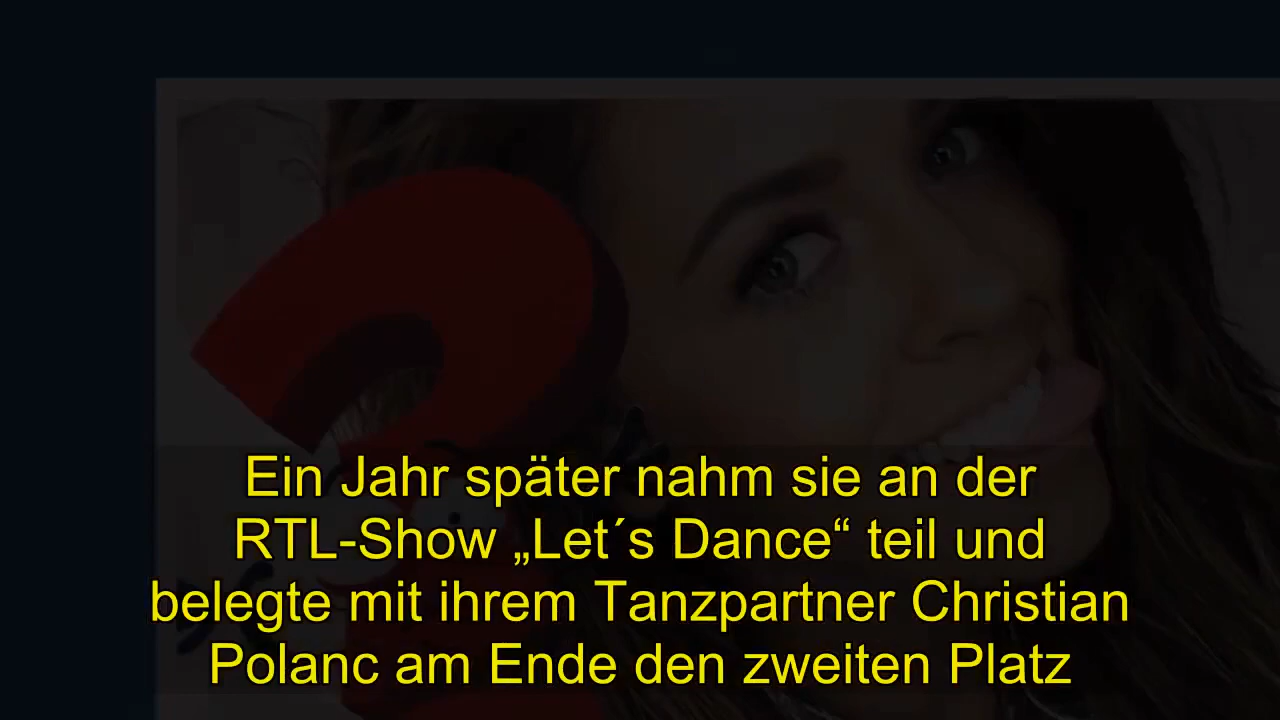 Ein Jahr später nahm sie an der
RTL-Show „Let´s Dance“ teil und
belegte mit ihrem Tanzpartner Christian
Polanc am Ende den zweiten Platz